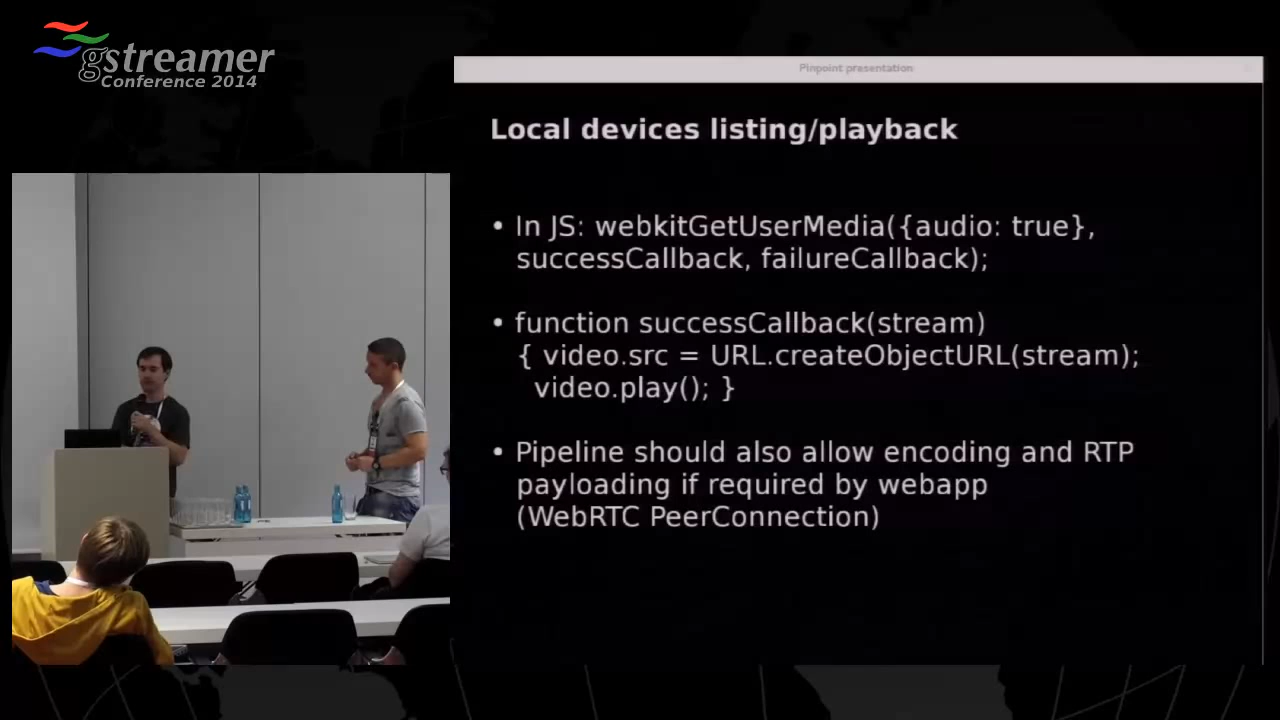 gstreamer
Conference 2014
Pinpoint presentation
Local devices listing/playback
• In JS: webkitGetUserMedia({audio: true},
successCallback, failureCallback);
• function successCallback(stream)
{ video.src = URL.createObjectURL(stream);
video.play(); }
• Pipeline should also allow encoding and RTP
payloading if required by webapp
(WebRTC PeerConnection)